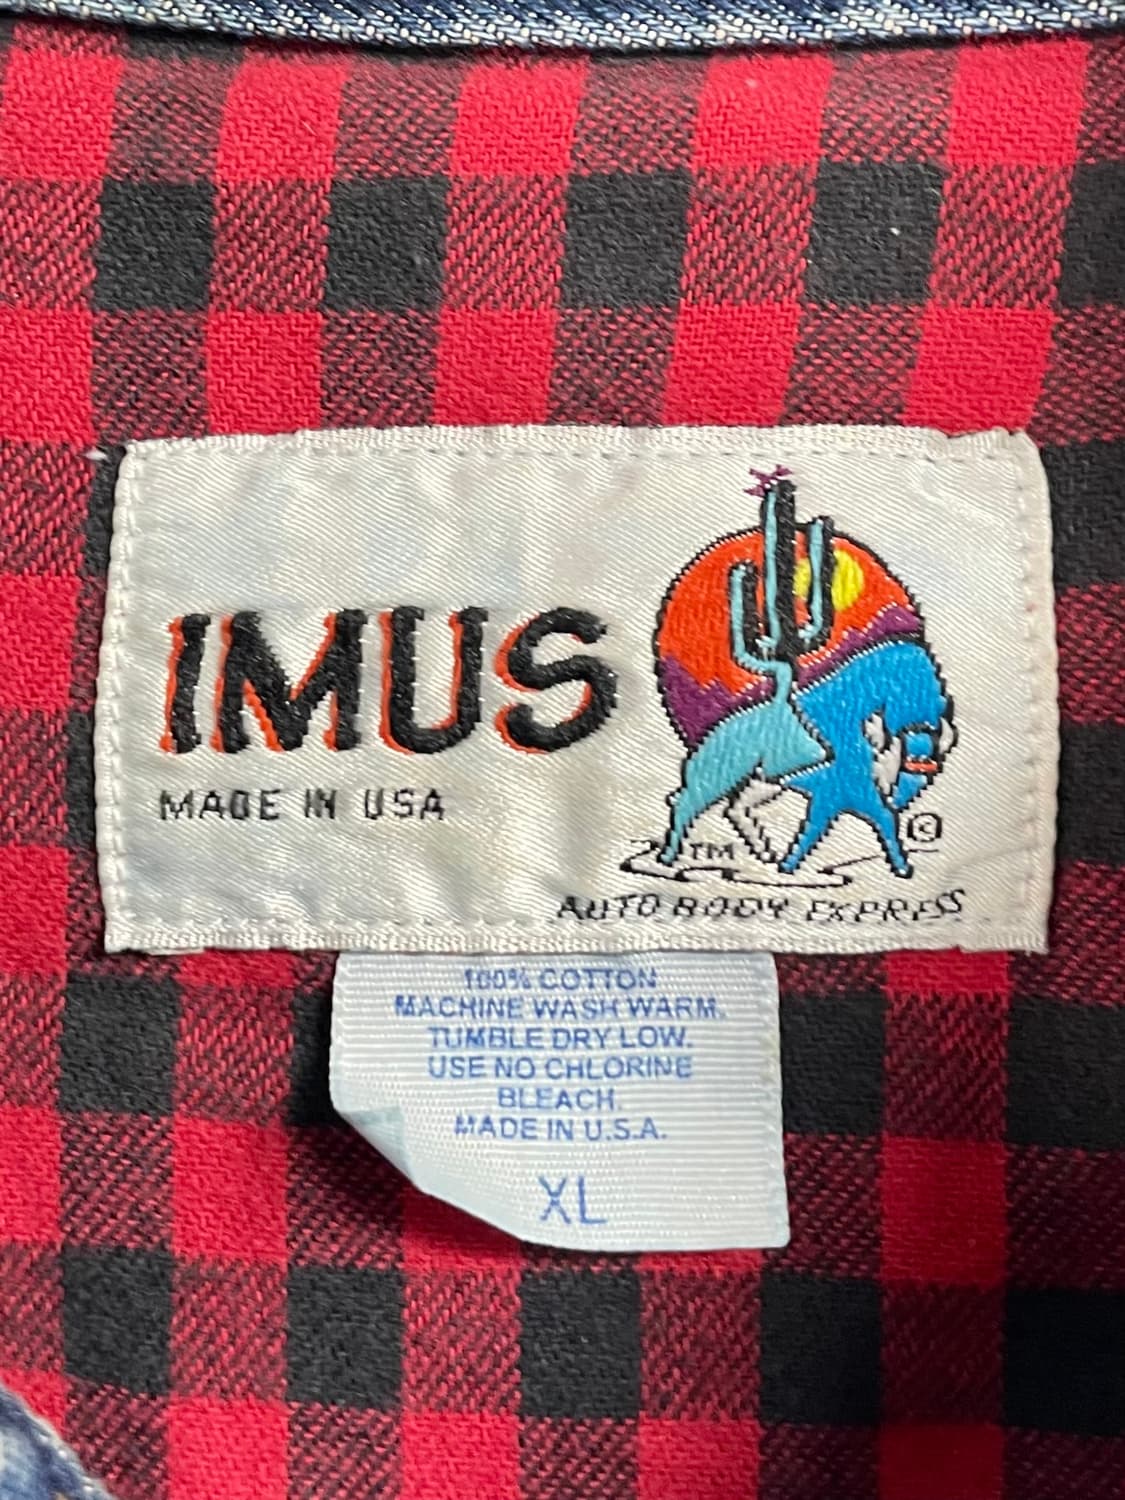 IMUS
MADE IN USA
©
TM
AUTO BODY EXPRESS
100% COTTON
MACHINE WASH WARM.
TUMBLE DRY LOW.
USE NO CHLORINE
BLEACH.
MADE IN U.S.A.
XL